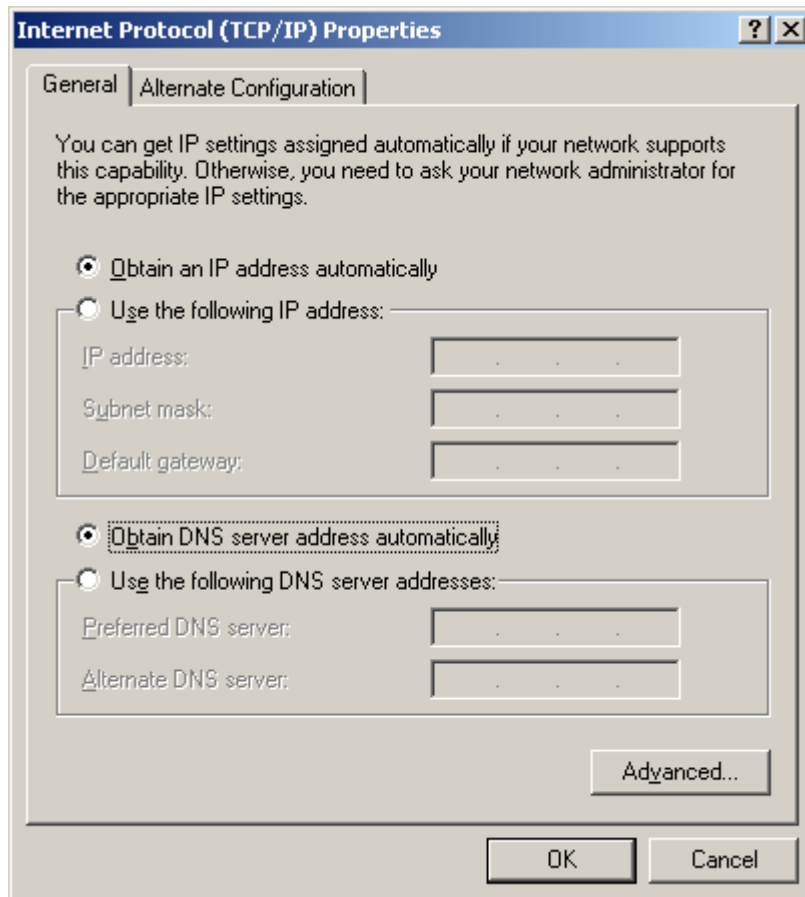 Internet Protocol (TCP/IP) Properties
General
Alternate Configuration
You can get IP settings assigned automatically if your network supports
this capability. Otherwise, you need to ask your network administrator for
the appropriate IP settings.
Obtain an IP address automatically
Use the following IP address:
IP address:
Subnet mask:
Default gateway:
Obtain DNS server address automatically
Use the following DNS server addresses:
Preferred DNS server:
Alternate DNS server:
Advanced...
OK
Cancel